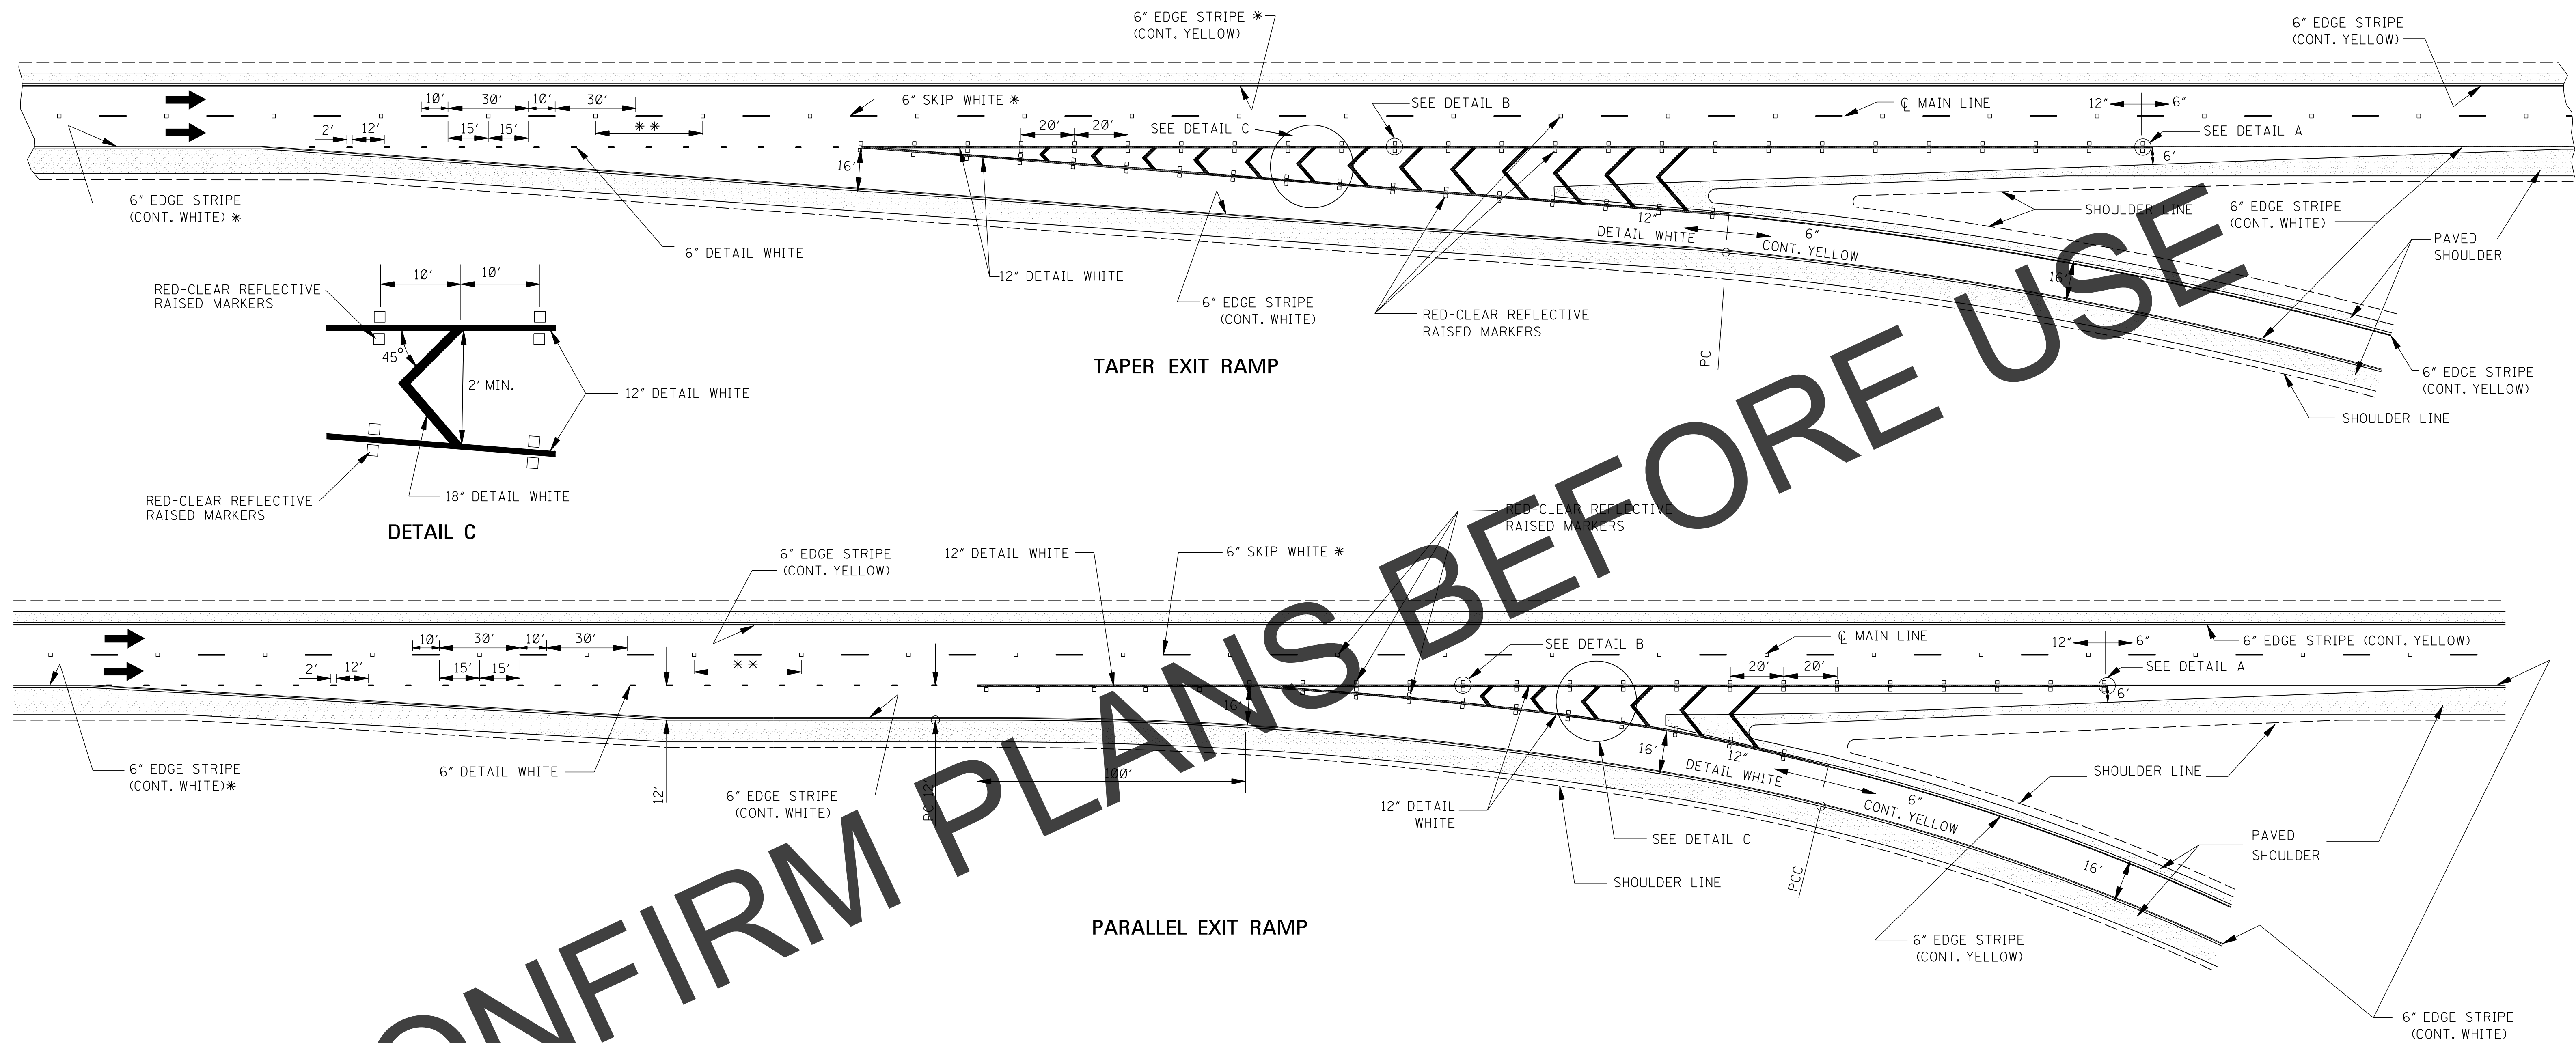 6" EDGE STRIPE *
(CONT. YELLOW)
6" EDGE STRIPE
(CONT. YELLOW)
10' 30' 10' 30'
6" SKIP WHITE *
SEE DETAIL B
℄ MAIN LINE
12" 6"
2' 12' 15' 15' **
20' 20'
SEE DETAIL C
SEE DETAIL A
16'
6'
6" EDGE STRIPE
(CONT. WHITE) *
6" DETAIL WHITE
12" DETAIL WHITE
6" EDGE STRIPE
(CONT. WHITE)
RED-CLEAR REFLECTIVE
RAISED MARKERS
12"
DETAIL WHITE
6"
CONT. YELLOW
SHOULDER LINE
6" EDGE STRIPE
(CONT. WHITE)
PAVED
SHOULDER
16'
PC
6" EDGE STRIPE
(CONT. YELLOW)
SHOULDER LINE
TAPER EXIT RAMP
10' 10'
RED-CLEAR REFLECTIVE
RAISED MARKERS
45°
2' MIN.
12" DETAIL WHITE
18" DETAIL WHITE
RED-CLEAR REFLECTIVE
RAISED MARKERS
DETAIL C
CONFIRM PLANS BEFORE USE
RED-CLEAR REFLECTIVE
RAISED MARKERS
6" EDGE STRIPE
(CONT. YELLOW)
12" DETAIL WHITE
6" SKIP WHITE *
10' 30' 10' 30'
SEE DETAIL B
℄ MAIN LINE
12" 6"
6" EDGE STRIPE (CONT. YELLOW)
2' 12' 15' 15' **
20' 20'
SEE DETAIL A
16'
6'
6" EDGE STRIPE
(CONT. WHITE)*
6" DETAIL WHITE
12'
6" EDGE STRIPE
(CONT. WHITE)
PC 12'
100'
12" DETAIL
WHITE
16'
12"
DETAIL WHITE
6"
CONT. YELLOW
SHOULDER LINE
SEE DETAIL C
SHOULDER LINE
PCC
16'
PAVED
SHOULDER
PARALLEL EXIT RAMP
6" EDGE STRIPE
(CONT. YELLOW)
6" EDGE STRIPE
(CONT. WHITE)